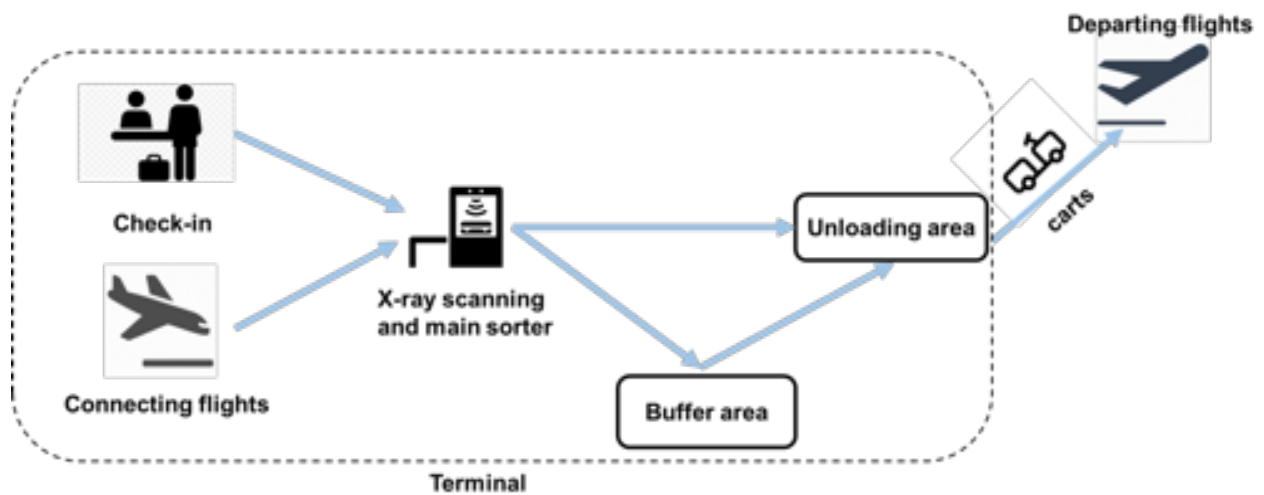 Departing flights
Check-in
Unloading area
carts
X-ray scanning
and main sorter
Connecting flights
Buffer area
Terminal